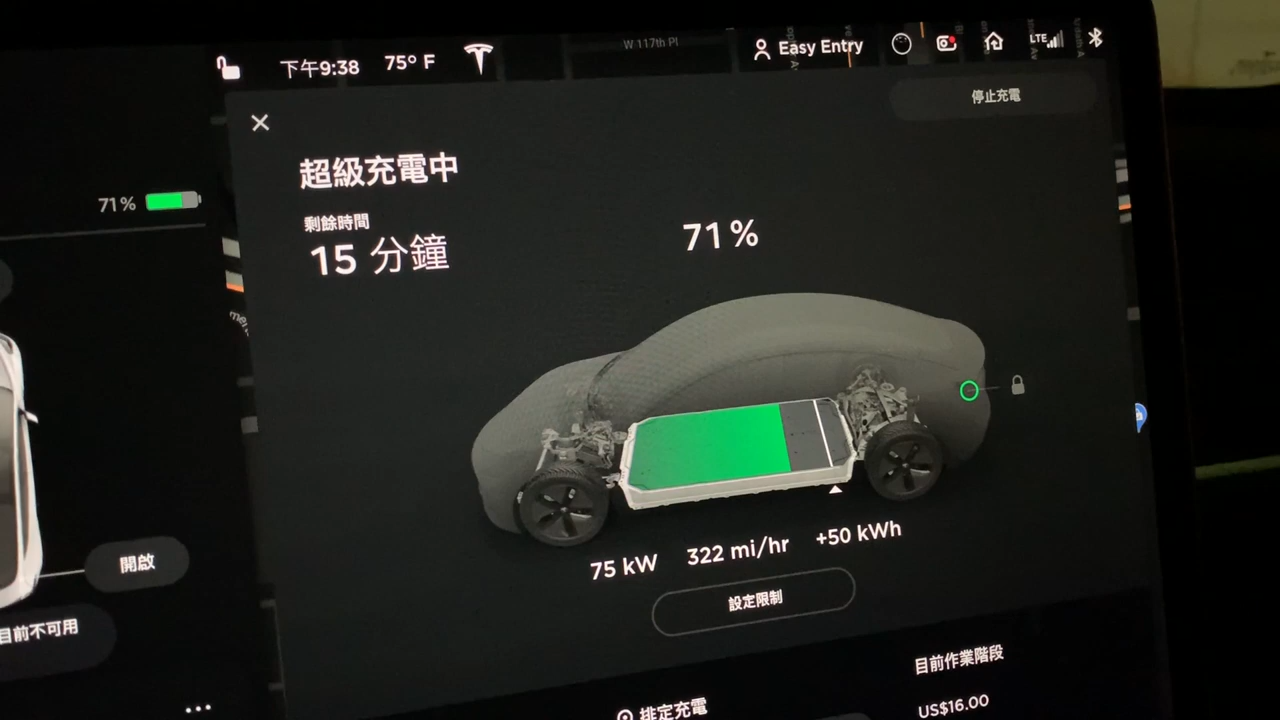 下午9:38
75° F
W 117th Pl
Easy Entry
LTE
停止充電
71%
超級充電中
剩餘時間
15 分鐘
71%
75 kW
322 mi/hr
+50 kWh
設定限制
開啟
目前不可用
目前作業階段
US$16.00
排定充電